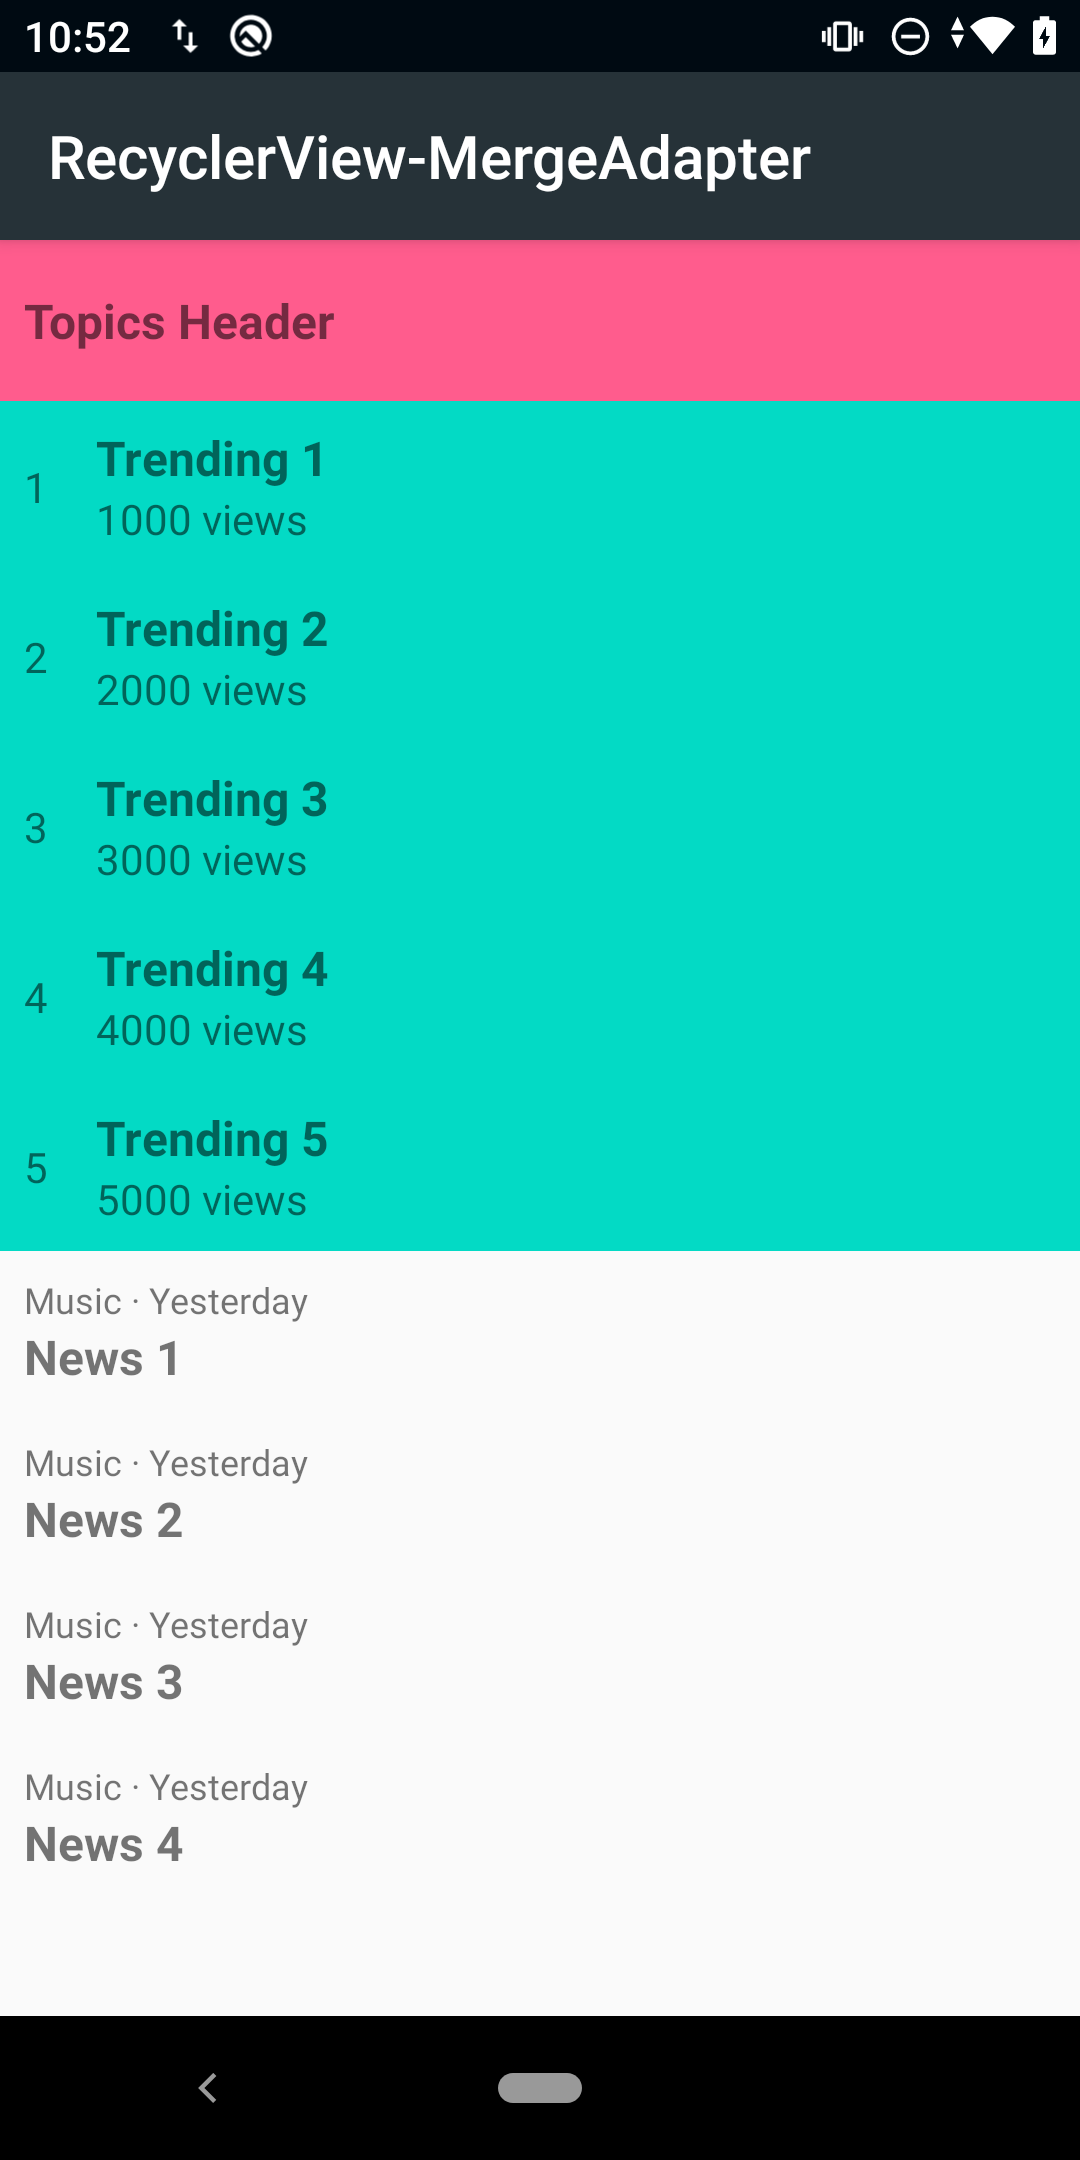 10:52
RecyclerView-MergeAdapter
Topics Header
1
Trending 1
1000 views
2
Trending 2
2000 views
3
Trending 3
3000 views
4
Trending 4
4000 views
5
Trending 5
5000 views
Music · Yesterday
News 1
Music · Yesterday
News 2
Music · Yesterday
News 3
Music · Yesterday
News 4